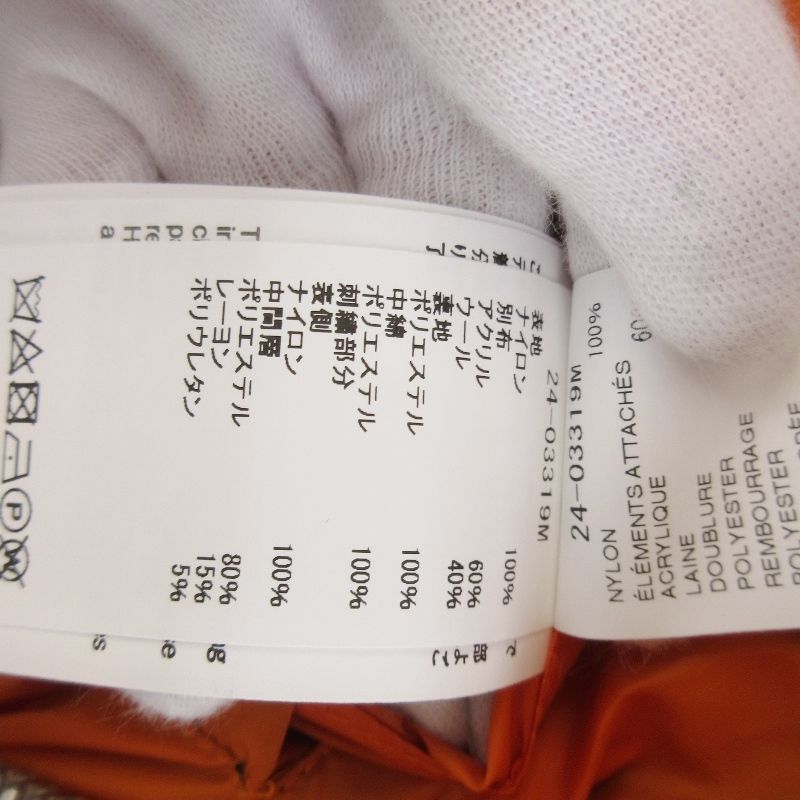 24-03319M
表地
ナイロン 100%
別布
アクリル 60%
ウール 40%
裏地
ポリエステル 100%
中綿
ポリエステル 100%
刺繍部分
表側
ナイロン 100%
中間層
ポリエステル 80%
レーヨン 15%
ポリウレタン 5%
P
W
24-03319M
NYLON 100%
ÉLÉMENTS ATTACHÉS
ACRYLIQUE 60
LAINE
DOUBLURE
POLYESTER
REMBOURRAGE
POLYESTER